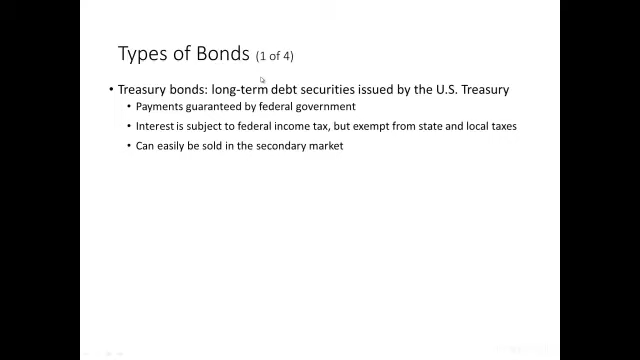 Types of Bonds (1 of 4)
• Treasury bonds: long-term debt securities issued by the U.S. Treasury
• Payments guaranteed by federal government
• Interest is subject to federal income tax, but exempt from state and local taxes
• Can easily be sold in the secondary market